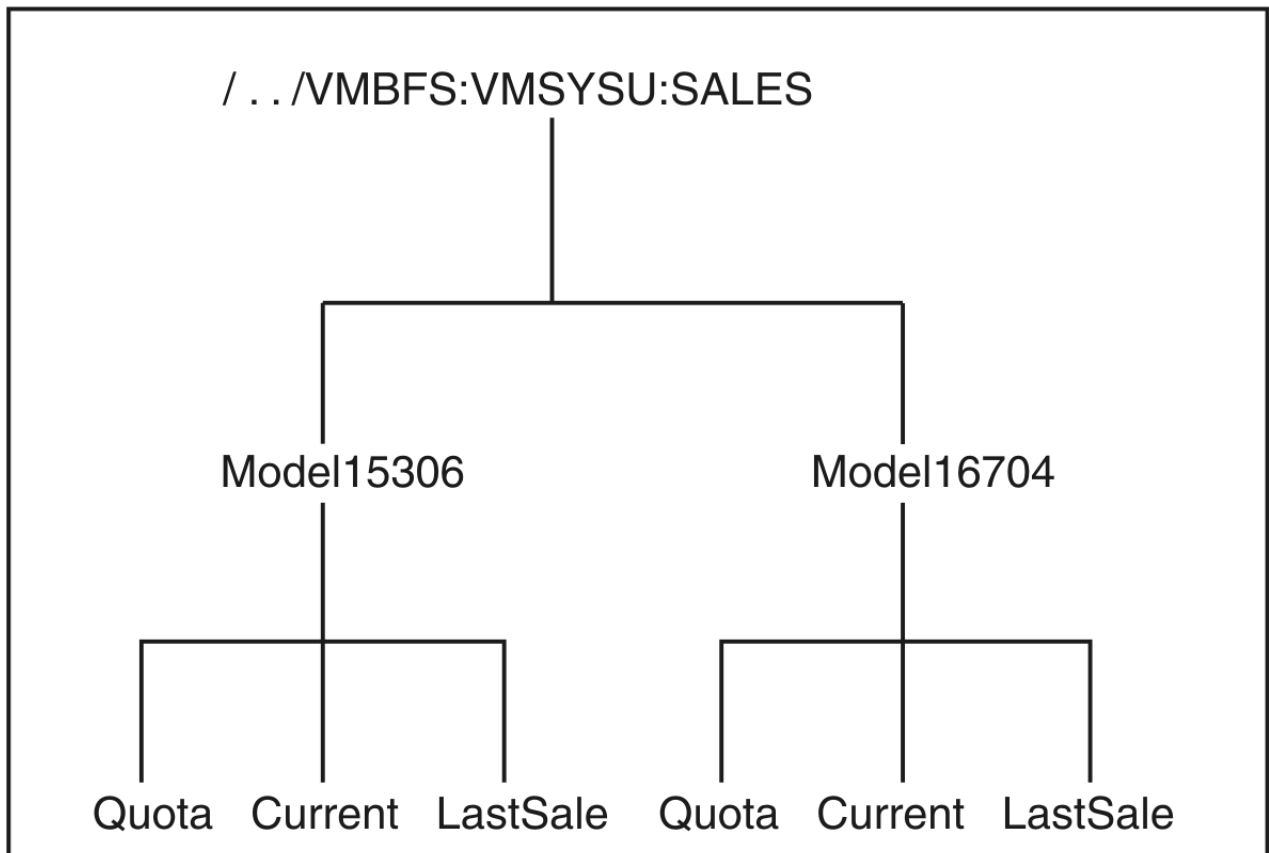 / . . /VMBFS:VMSYSU:SALES
Model15306 Model16704
Quota Current LastSale Quota Current LastSale